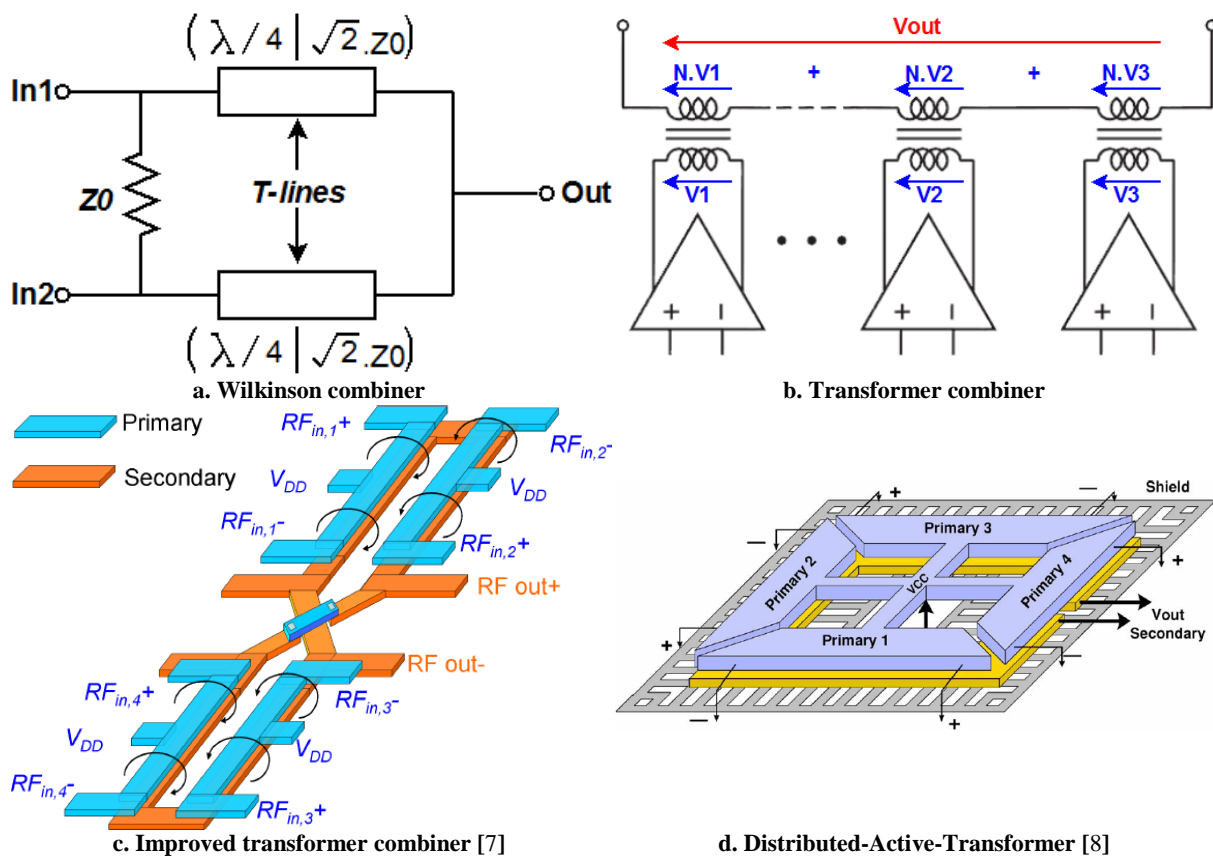 ( λ/4 | √2.Z0 )
In1
Z0
T-lines
Out
In2
( λ/4 | √2.Z0 )
a. Wilkinson combiner
Vout
N.V1 + N.V2 + N.V3
V1 V2 V3
+ − + − + −
b. Transformer combiner
Primary
Secondary
RFin,1+
RFin,2-
VDD
VDD
RFin,1-
RFin,2+
RF out+
RF out-
RFin,4+
RFin,3-
VDD
VDD
RFin,4-
RFin,3+
c. Improved transformer combiner [7]
Shield
+
−
Primary 3
−
+
Primary 2
VCC
Primary 4
Vout
Secondary
+
Primary 1
−
−
+
d. Distributed-Active-Transformer [8]